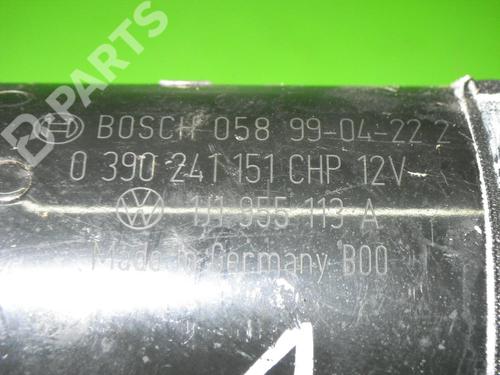 B-PARTS
BOSCH 058 99-04-22 2
0 390 241 151 CHP 12V
1J1 955 113 A
Made in Germany B00